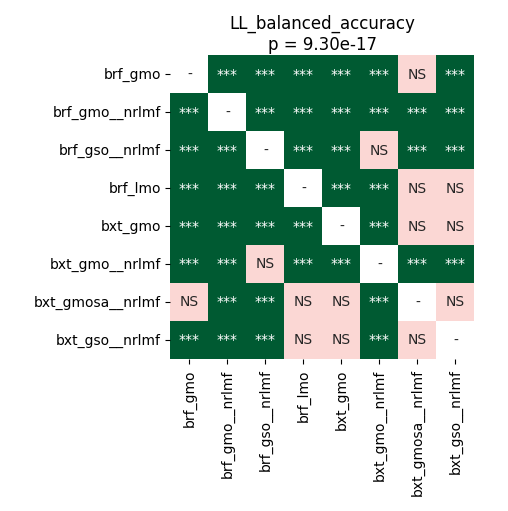 LL_balanced_accuracy
p = 9.30e-17
brf_gmo - *** *** *** *** *** NS ***
brf_gmo__nrlmf *** - *** *** *** *** *** ***
brf_gso__nrlmf *** *** - *** *** NS *** ***
brf_lmo *** *** *** - *** *** NS NS
bxt_gmo *** *** *** *** - *** NS NS
bxt_gmo__nrlmf *** *** NS *** *** - *** ***
bxt_gmosa__nrlmf NS *** *** NS NS *** - NS
bxt_gso__nrlmf *** *** *** NS NS *** NS -
brf_gmo
brf_gmo__nrlmf
brf_gso__nrlmf
brf_lmo
bxt_gmo
bxt_gmo__nrlmf
bxt_gmosa__nrlmf
bxt_gso__nrlmf